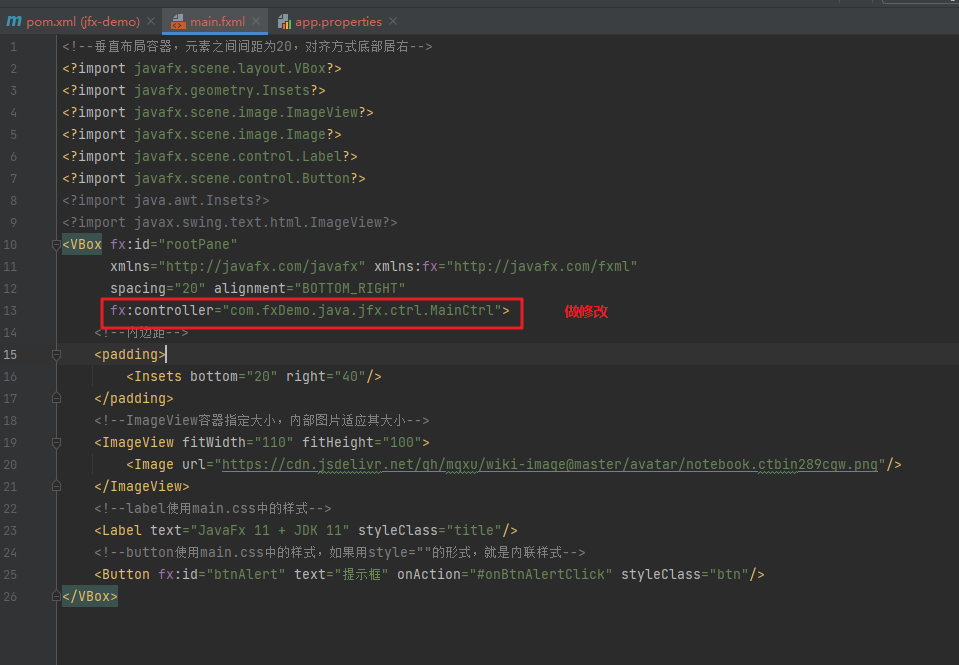 pom.xml (jfx-demo) main.fxml app.properties
1 <!--垂直布局容器，元素之间间距为20，对齐方式底部居右-->
2 <?import javafx.scene.layout.VBox?>
3 <?import javafx.geometry.Insets?>
4 <?import javafx.scene.image.ImageView?>
5 <?import javafx.scene.image.Image?>
6 <?import javafx.scene.control.Label?>
7 <?import javafx.scene.control.Button?>
8 <?import java.awt.Insets?>
9 <?import javax.swing.text.html.ImageView?>
10 <VBox fx:id="rootPane"
11 xmlns="http://javafx.com/javafx" xmlns:fx="http://javafx.com/fxml"
12 spacing="20" alignment="BOTTOM_RIGHT"
13 fx:controller="com.fxDemo.java.jfx.ctrl.MainCtrl"> 做修改
14 <!--内边距-->
15 <padding>
16 <Insets bottom="20" right="40"/>
17 </padding>
18 <!--ImageView容器指定大小，内部图片适应其大小-->
19 <ImageView fitWidth="110" fitHeight="100">
20 <Image url="https://cdn.jsdelivr.net/gh/mqxu/wiki-image@master/avatar/notebook.ctbin289cqw.png"/>
21 </ImageView>
22 <!--label使用main.css中的样式-->
23 <Label text="JavaFx 11 + JDK 11" styleClass="title"/>
24 <!--button使用main.css中的样式，如果用style=""的形式，就是内联样式-->
25 <Button fx:id="btnAlert" text="提示框" onAction="#onBtnAlertClick" styleClass="btn"/>
26 </VBox>